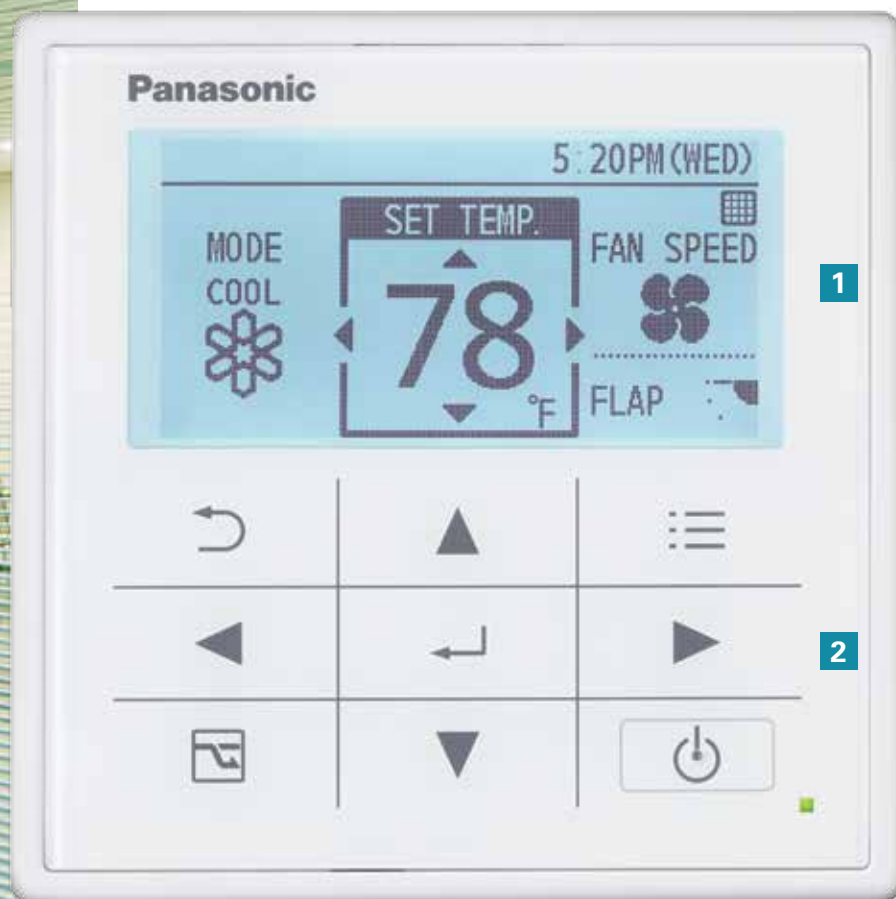 Panasonic
5:20PM(WED)
MODE
COOL
SET TEMP.
78
°F
FAN SPEED
FLAP
1
2